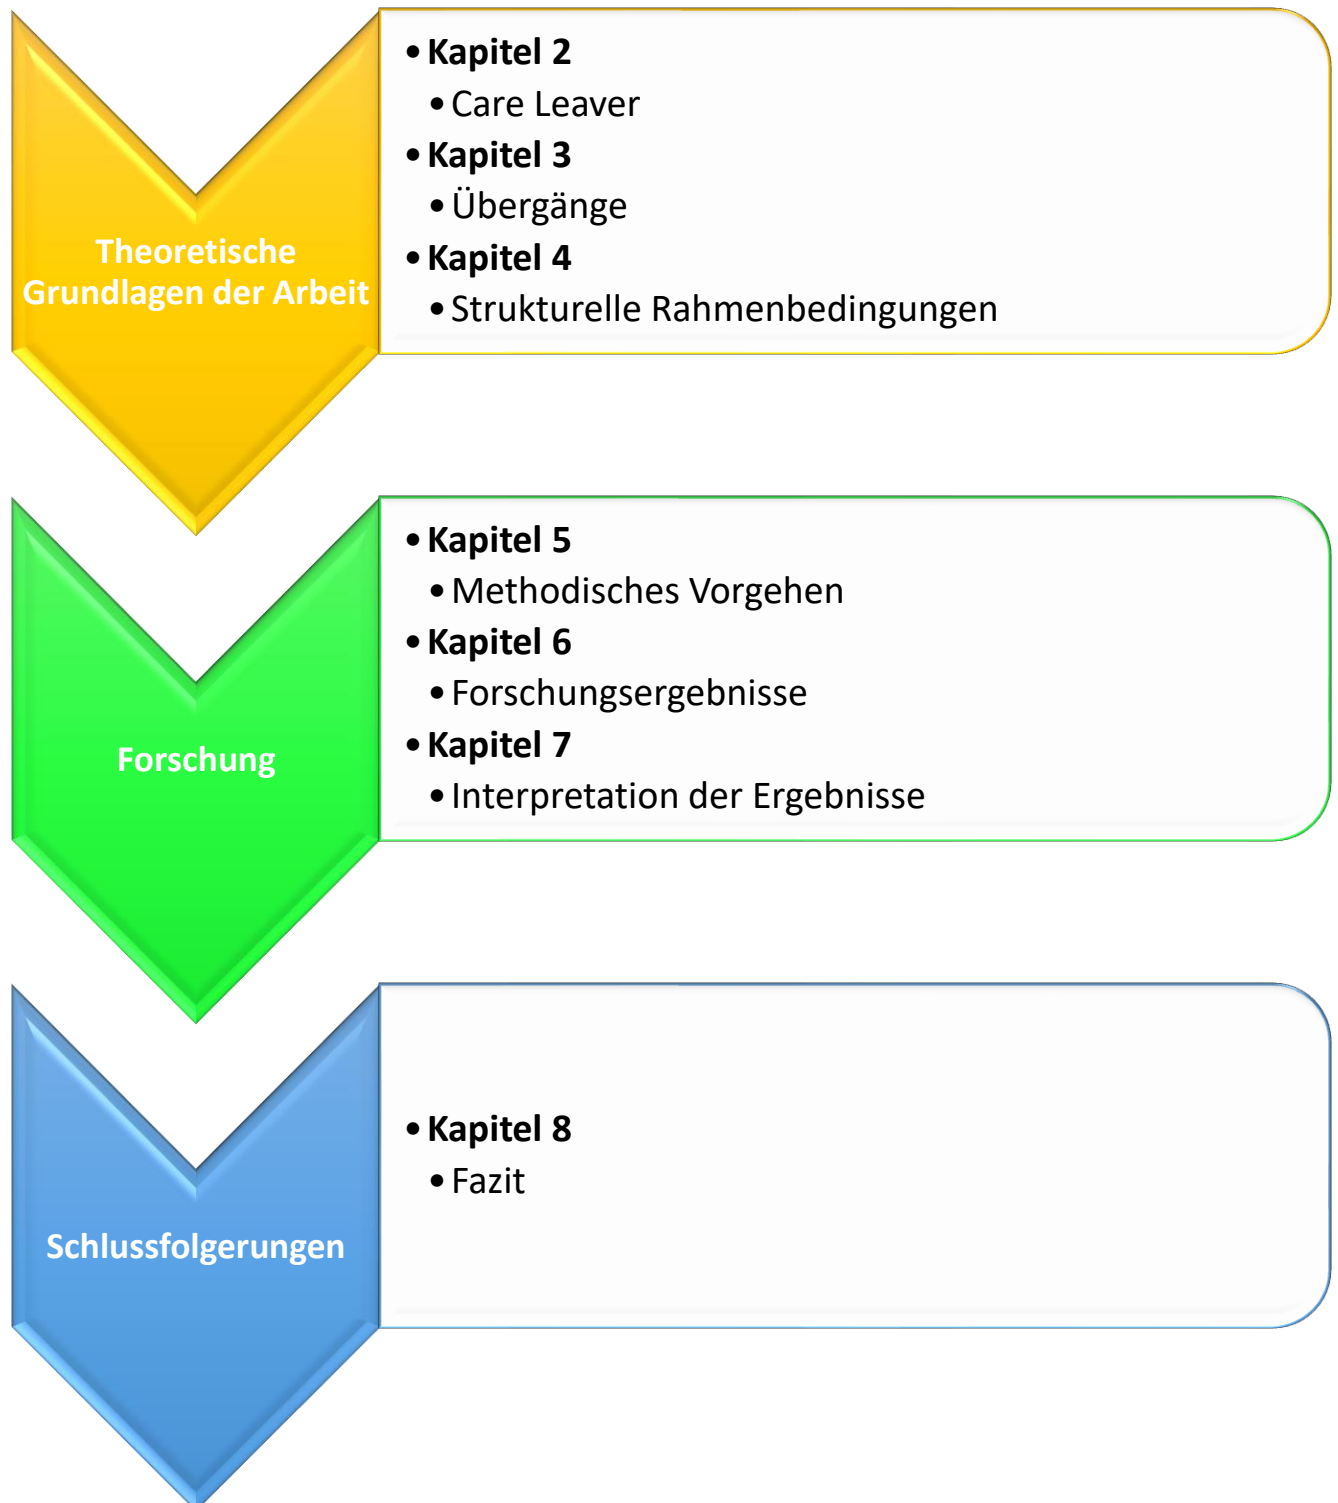 Theoretische
Grundlagen der Arbeit
•Kapitel 2
•Care Leaver
•Kapitel 3
•Übergänge
•Kapitel 4
•Strukturelle Rahmenbedingungen
Forschung
•Kapitel 5
•Methodisches Vorgehen
•Kapitel 6
•Forschungsergebnisse
•Kapitel 7
•Interpretation der Ergebnisse
Schlussfolgerungen
•Kapitel 8
•Fazit